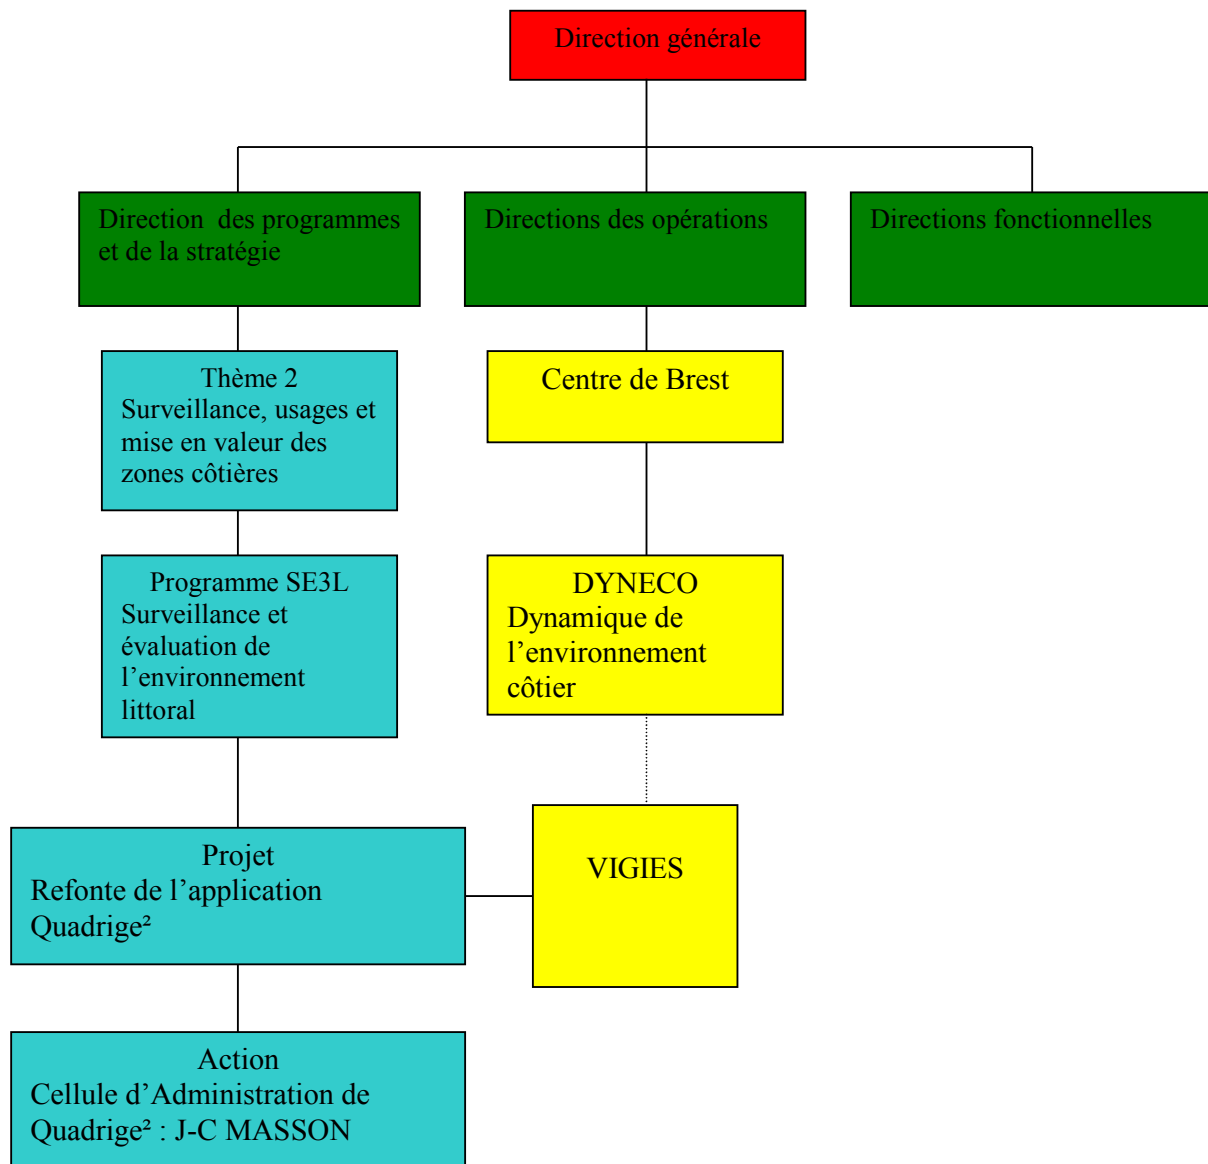 Direction générale
Direction des programmes
et de la stratégie
Directions des opérations
Directions fonctionnelles
Thème 2
Surveillance, usages et
mise en valeur des
zones côtières
Centre de Brest
Programme SE3L
Surveillance et
évaluation de
l’environnement
littoral
DYNECO
Dynamique de
l’environnement
côtier
Projet
Refonte de l’application
Quadrige²
VIGIES
Action
Cellule d’Administration de
Quadrige² : J-C MASSON